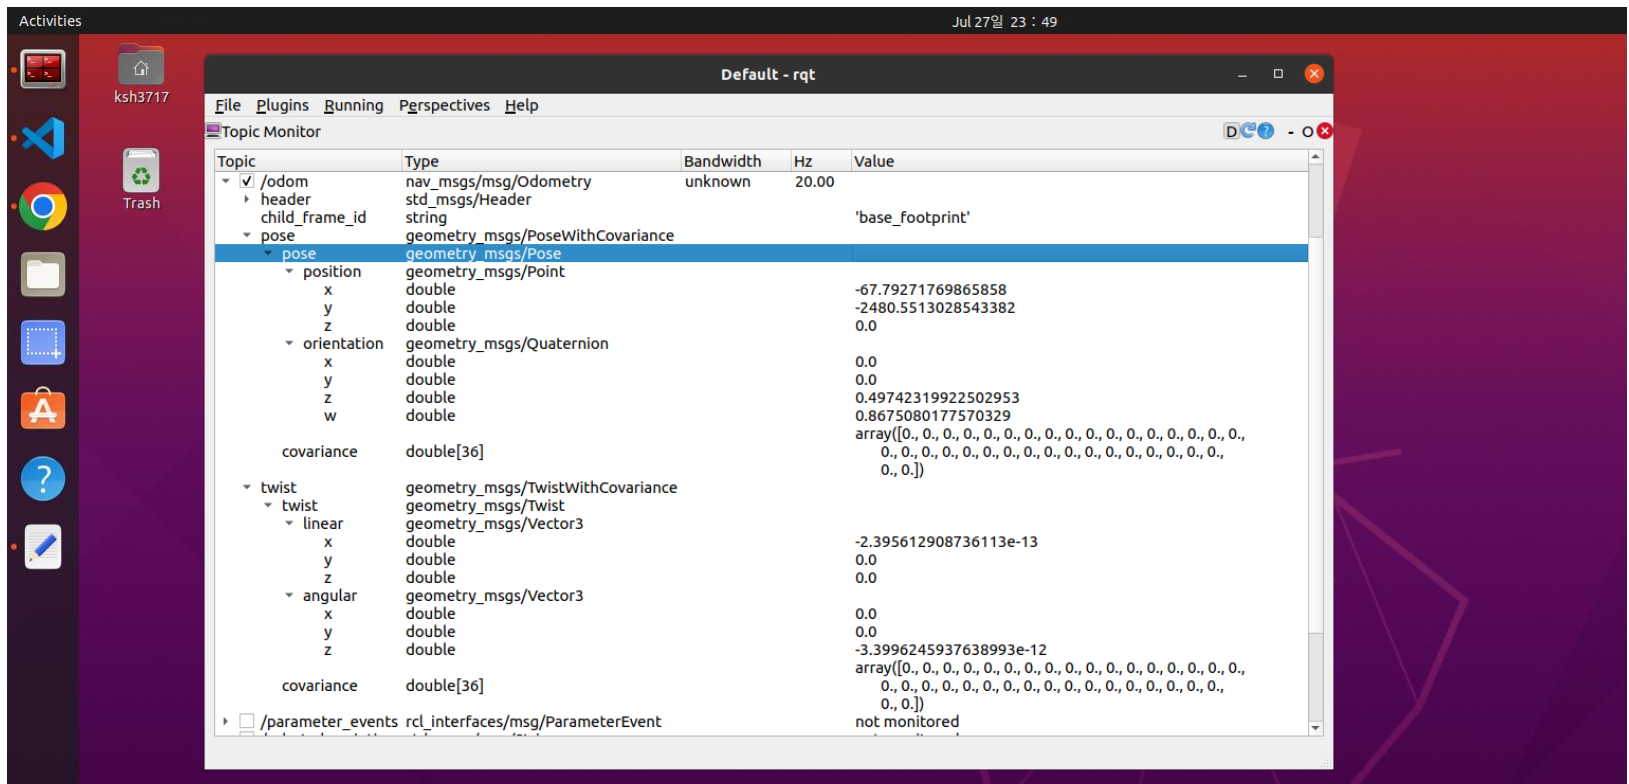 Activities
Jul 27일 23 : 49
ksh3717
Trash
Default - rqt
File Plugins Running Perspectives Help
Topic Monitor
D
- O
Topic Type Bandwidth Hz Value
/odom nav_msgs/msg/Odometry unknown 20.00
header std_msgs/Header
child_frame_id string 'base_footprint'
pose geometry_msgs/PoseWithCovariance
pose geometry_msgs/Pose
position geometry_msgs/Point
x double -67.79271769865858
y double -2480.5513028543382
z double 0.0
orientation geometry_msgs/Quaternion
x double 0.0
y double 0.0
z double 0.49742319922502953
w double 0.8675080177570329
array([0., 0., 0., 0., 0., 0., 0., 0., 0., 0., 0., 0., 0., 0., 0., 0., 0.,
covariance double[36] 0., 0., 0., 0., 0., 0., 0., 0., 0., 0., 0., 0., 0., 0., 0., 0., 0.,
0., 0.])
twist geometry_msgs/TwistWithCovariance
twist geometry_msgs/Twist
linear geometry_msgs/Vector3
x double -2.395612908736113e-13
y double 0.0
z double 0.0
angular geometry_msgs/Vector3
x double 0.0
y double 0.0
z double -3.3996245937638993e-12
array([0., 0., 0., 0., 0., 0., 0., 0., 0., 0., 0., 0., 0., 0., 0., 0., 0.,
covariance double[36] 0., 0., 0., 0., 0., 0., 0., 0., 0., 0., 0., 0., 0., 0., 0., 0., 0.,
0., 0.])
/parameter_events rcl_interfaces/msg/ParameterEvent not monitored